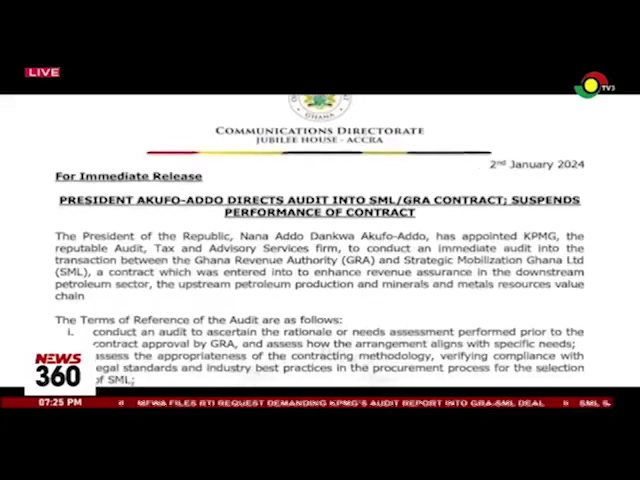 LIVE
TV3
GHANA
COMMUNICATIONS DIRECTORATE
JUBILEE HOUSE - ACCRA
2nd January 2024
For Immediate Release
PRESIDENT AKUFO-ADDO DIRECTS AUDIT INTO SML/GRA CONTRACT; SUSPENDS
PERFORMANCE OF CONTRACT
The President of the Republic, Nana Addo Dankwa Akufo-Addo, has appointed KPMG, the
reputable Audit, Tax and Advisory Services firm, to conduct an immediate audit into the
transaction between the Ghana Revenue Authority (GRA) and Strategic Mobilization Ghana Ltd
(SML), a contract which was entered into to enhance revenue assurance in the downstream
petroleum sector, the upstream petroleum production and minerals and metals resources value
chain
The Terms of Reference of the Audit are as follows:
i. conduct an audit to ascertain the rationale or needs assessment performed prior to the
contract approval by GRA, and assess how the arrangement aligns with specific needs;
assess the appropriateness of the contracting methodology, verifying compliance with
legal standards and industry best practices in the procurement process for the selection
of SML;
NEWS
360
07:25 PM MFWA FILES RTI REQUEST DEMANDING KPMG'S AUDIT REPORT INTO GRA-SML DEAL SML